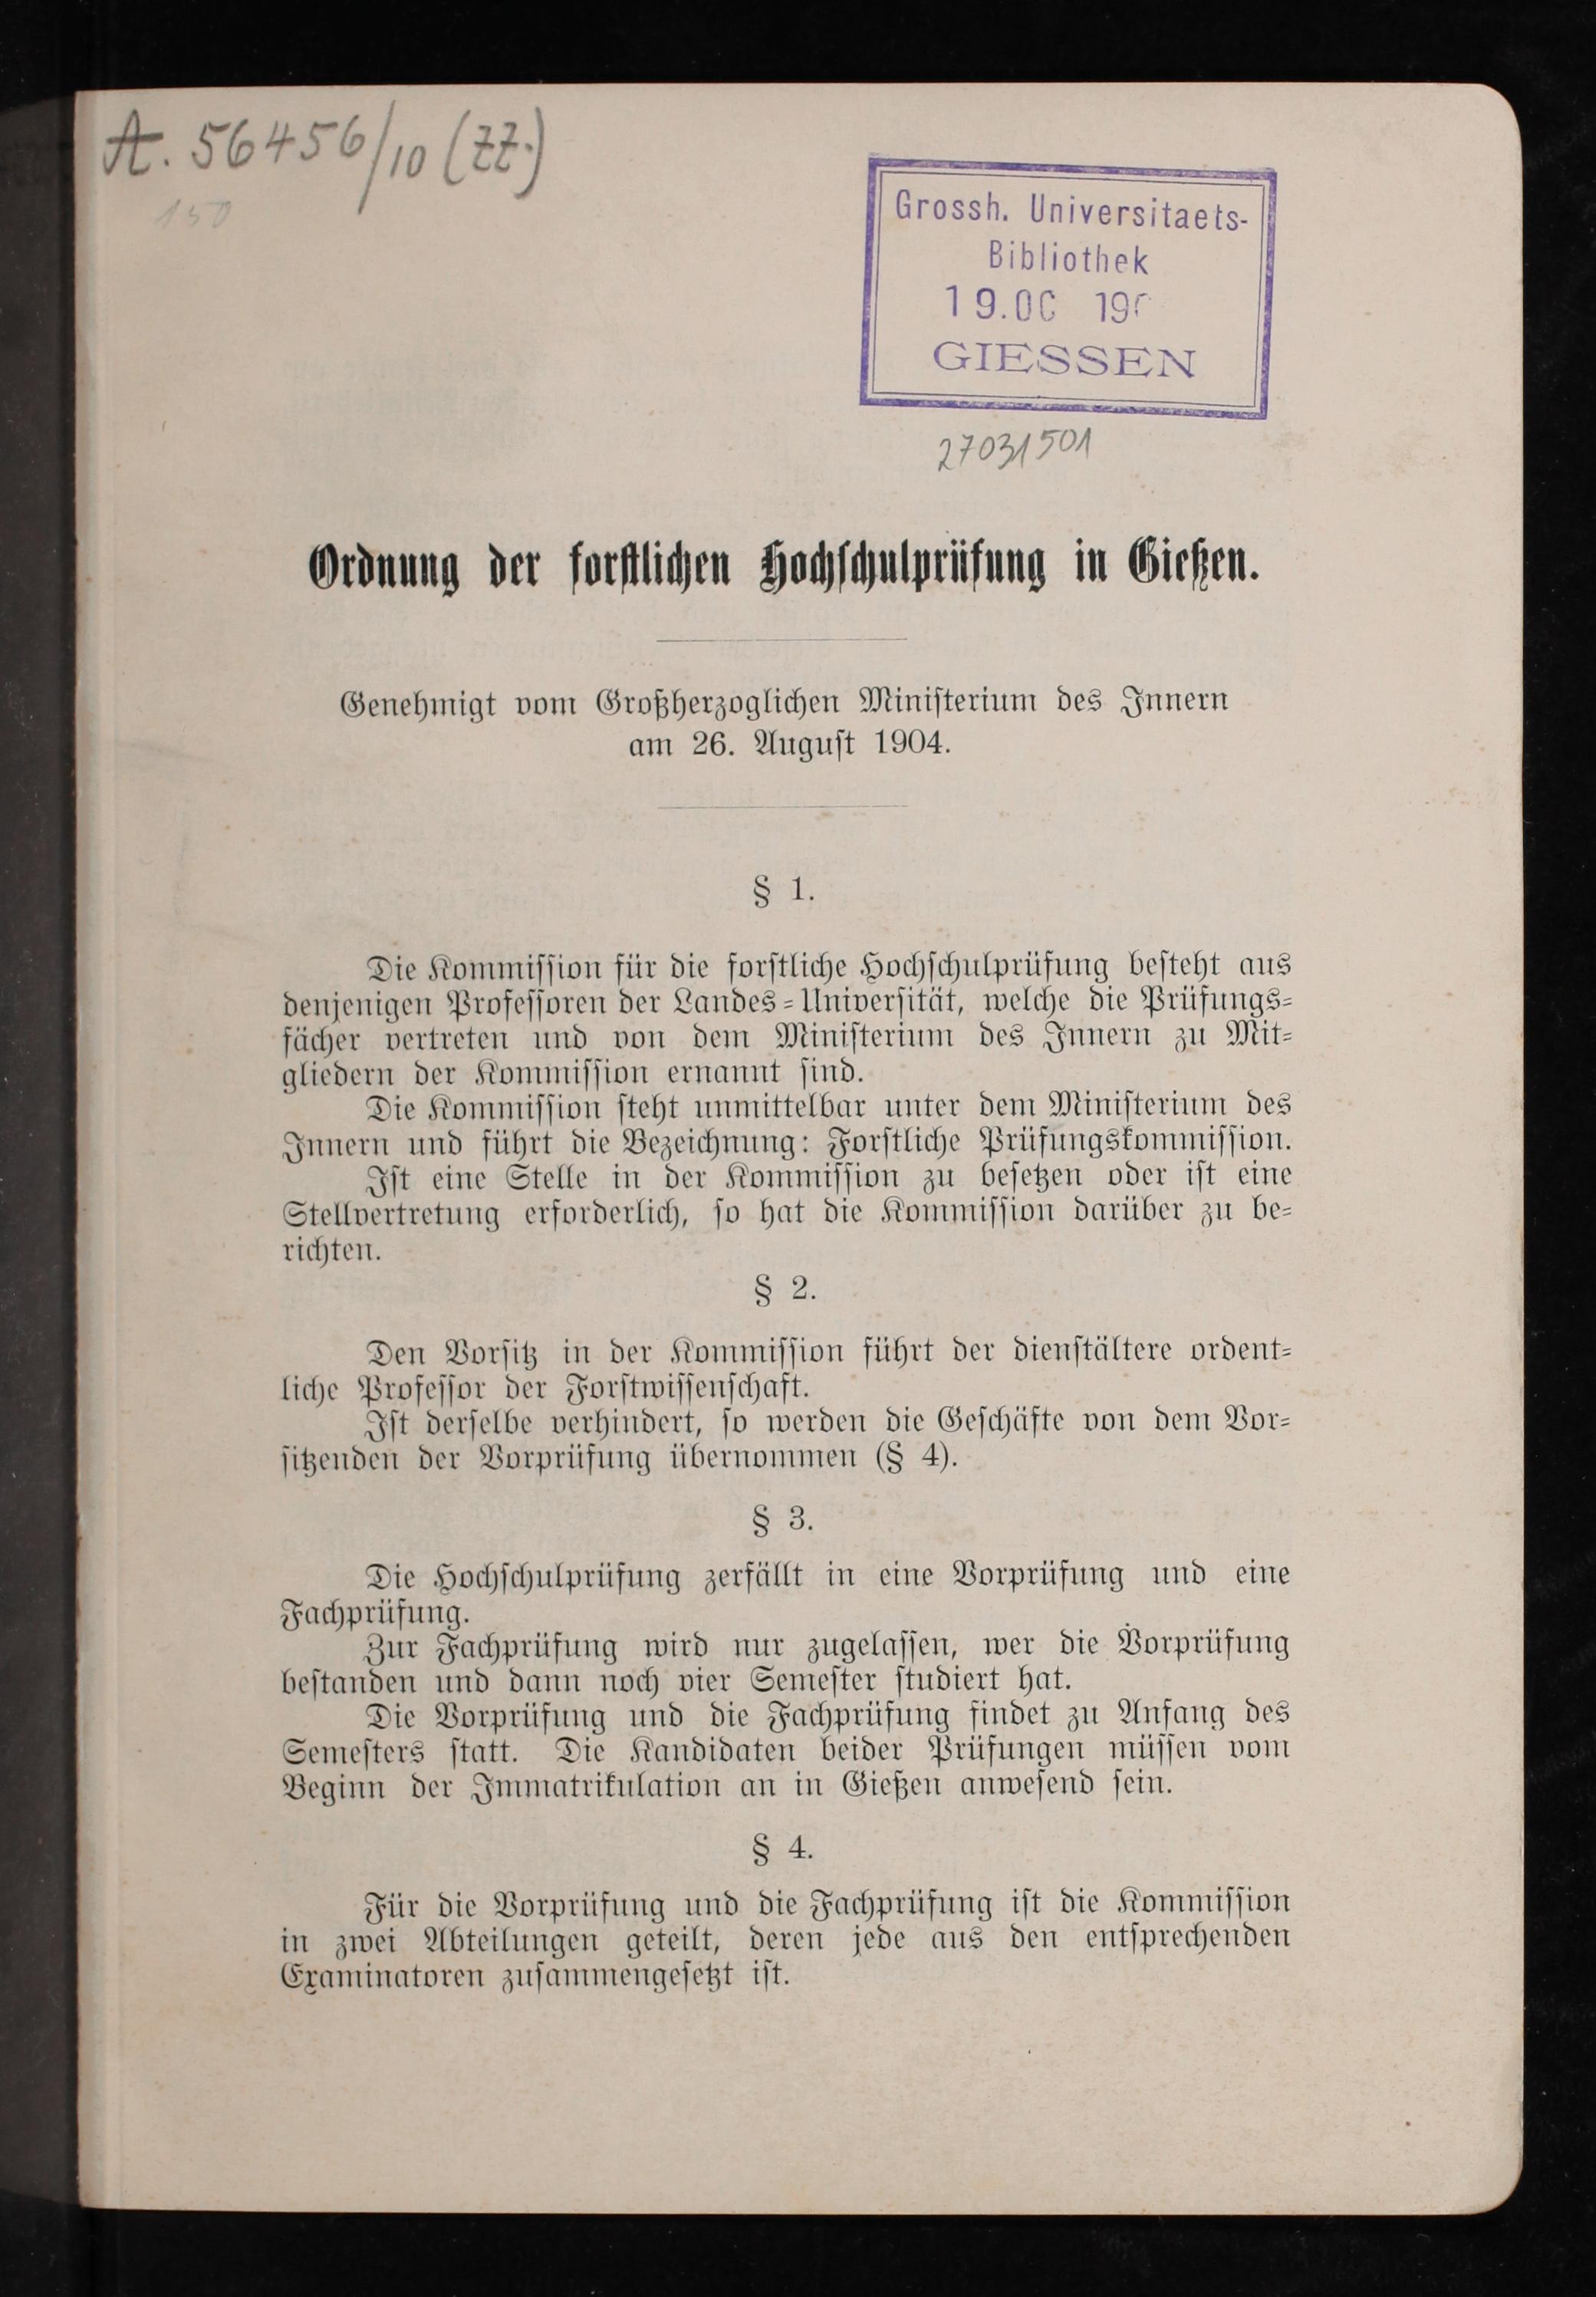 A. 56456/10 (ZZ.)
150
Grossh. Universitaets-
Bibliothek
19.OC 190
GIESSEN
27031501
Ordnung der forstlichen Hochschulprüfung in Gießen.
Genehmigt vom Großherzoglichen Ministerium des Innern
am 26. August 1904.
§ 1.
Die Kommission für die forstliche Hochschulprüfung besteht aus
denjenigen Professoren der Landes-Universität, welche die Prüfungs-
fächer vertreten und von dem Ministerium des Innern zu Mit-
gliedern der Kommission ernannt sind.
Die Kommission steht unmittelbar unter dem Ministerium des
Innern und führt die Bezeichnung: Forstliche Prüfungskommission.
Ist eine Stelle in der Kommission zu besetzen oder ist eine
Stellvertretung erforderlich, so hat die Kommission darüber zu be-
richten.
§ 2.
Den Vorsitz in der Kommission führt der dienstältere ordent-
liche Professor der Forstwissenschaft.
Ist derselbe verhindert, so werden die Geschäfte von dem Vor-
sitzenden der Vorprüfung übernommen (§ 4).
§ 3.
Die Hochschulprüfung zerfällt in eine Vorprüfung und eine
Fachprüfung.
Zur Fachprüfung wird nur zugelassen, wer die Vorprüfung
bestanden und dann noch vier Semester studiert hat.
Die Vorprüfung und die Fachprüfung findet zu Anfang des
Semesters statt. Die Kandidaten beider Prüfungen müssen vom
Beginn der Immatrikulation an in Gießen anwesend sein.
§ 4.
Für die Vorprüfung und die Fachprüfung ist die Kommission
in zwei Abteilungen geteilt, deren jede aus den entsprechenden
Examinatoren zusammengesetzt ist.